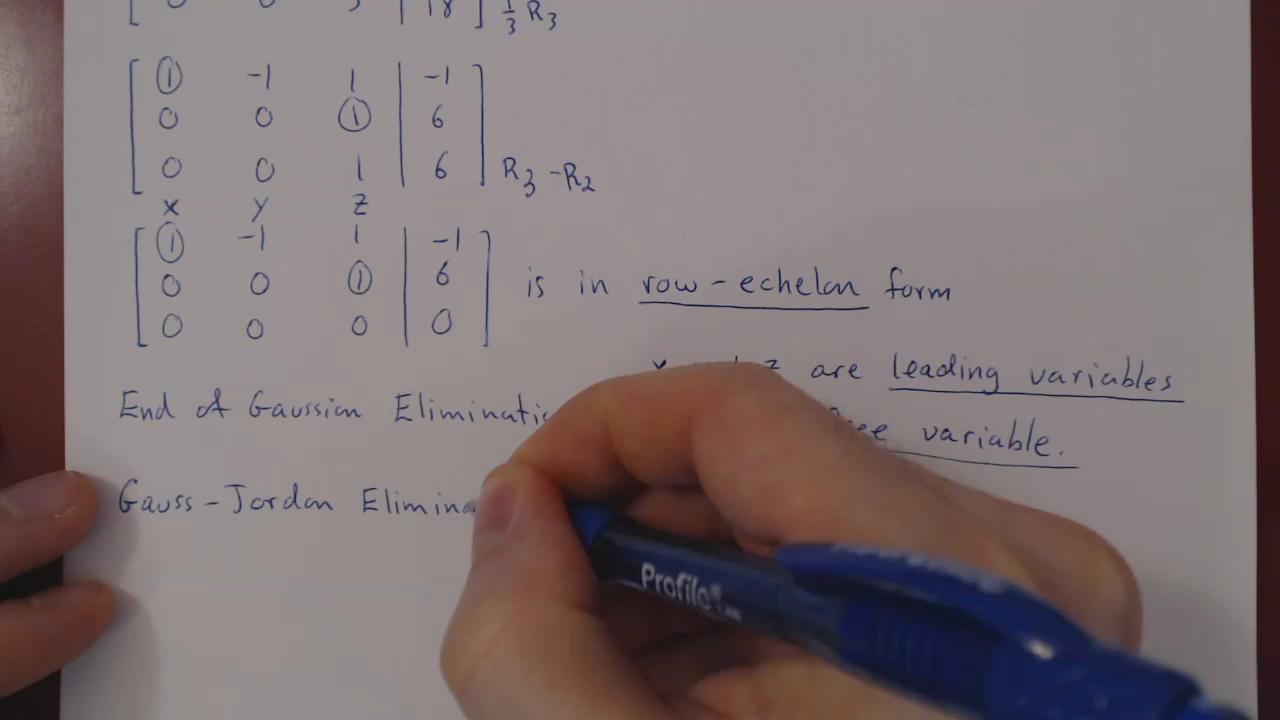 18 1/3 R3
1 -1 1 -1
0 0 1 6
0 0 1 6 R3 - R2
x y z
1 -1 1 -1
0 0 1 6 is in row-echelon form
0 0 0 0
z are leading variables
End of Gaussian
variable.
Gauss-Jordan
Profile